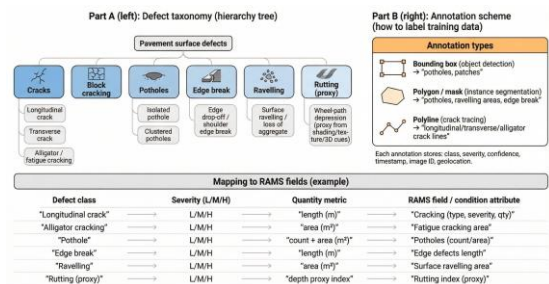 Part A (left): Defect taxonomy (hierarchy tree)
Pavement surface defects
Cracks
Block
cracking
Potholes
Edge break
Ravelling
Rutting
(proxy)
Longitudinal
crack
Transverse
crack
Alligator /
fatigue cracking
Isolated
pothole
Clustered
potholes
Edge
drop-off /
shoulder
edge break
Surface
ravelling /
loss of
aggregate
Wheel-path
depression
(proxy from
shading/tex-
ture/3D cues)
Part B (right): Annotation scheme
(how to label training data)
Annotation types
Bounding box (object detection)
→ "potholes, patches"
Polygon / mask (instance segmentation)
→ "potholes, ravelling areas, edge break"
Polyline (crack tracing)
→ "longitudinal/transverse/alligator
crack lines"
Each annotation stores: class, severity, confidence,
timestamp, image ID, geolocation.
Mapping to RAMS fields (example)
Defect class Severity (L/M/H) Quantity metric RAMS field / condition attribute
"Longitudinal crack" → L/M/H → "length (m)" → "Cracking (type, severity, qty)"
"Alligator cracking" → L/M/H → "area (m²)" → "Fatigue cracking area"
"Pothole" → L/M/H → "count + area (m²)" → "Potholes (count/area)"
"Edge break" → L/M/H → "length (m)" → "Edge defects length"
"Ravelling" → L/M/H → "area (m²)" → "Surface ravelling area"
"Rutting (proxy)" → L/M/H → "depth proxy index" → "Rutting index (proxy)"